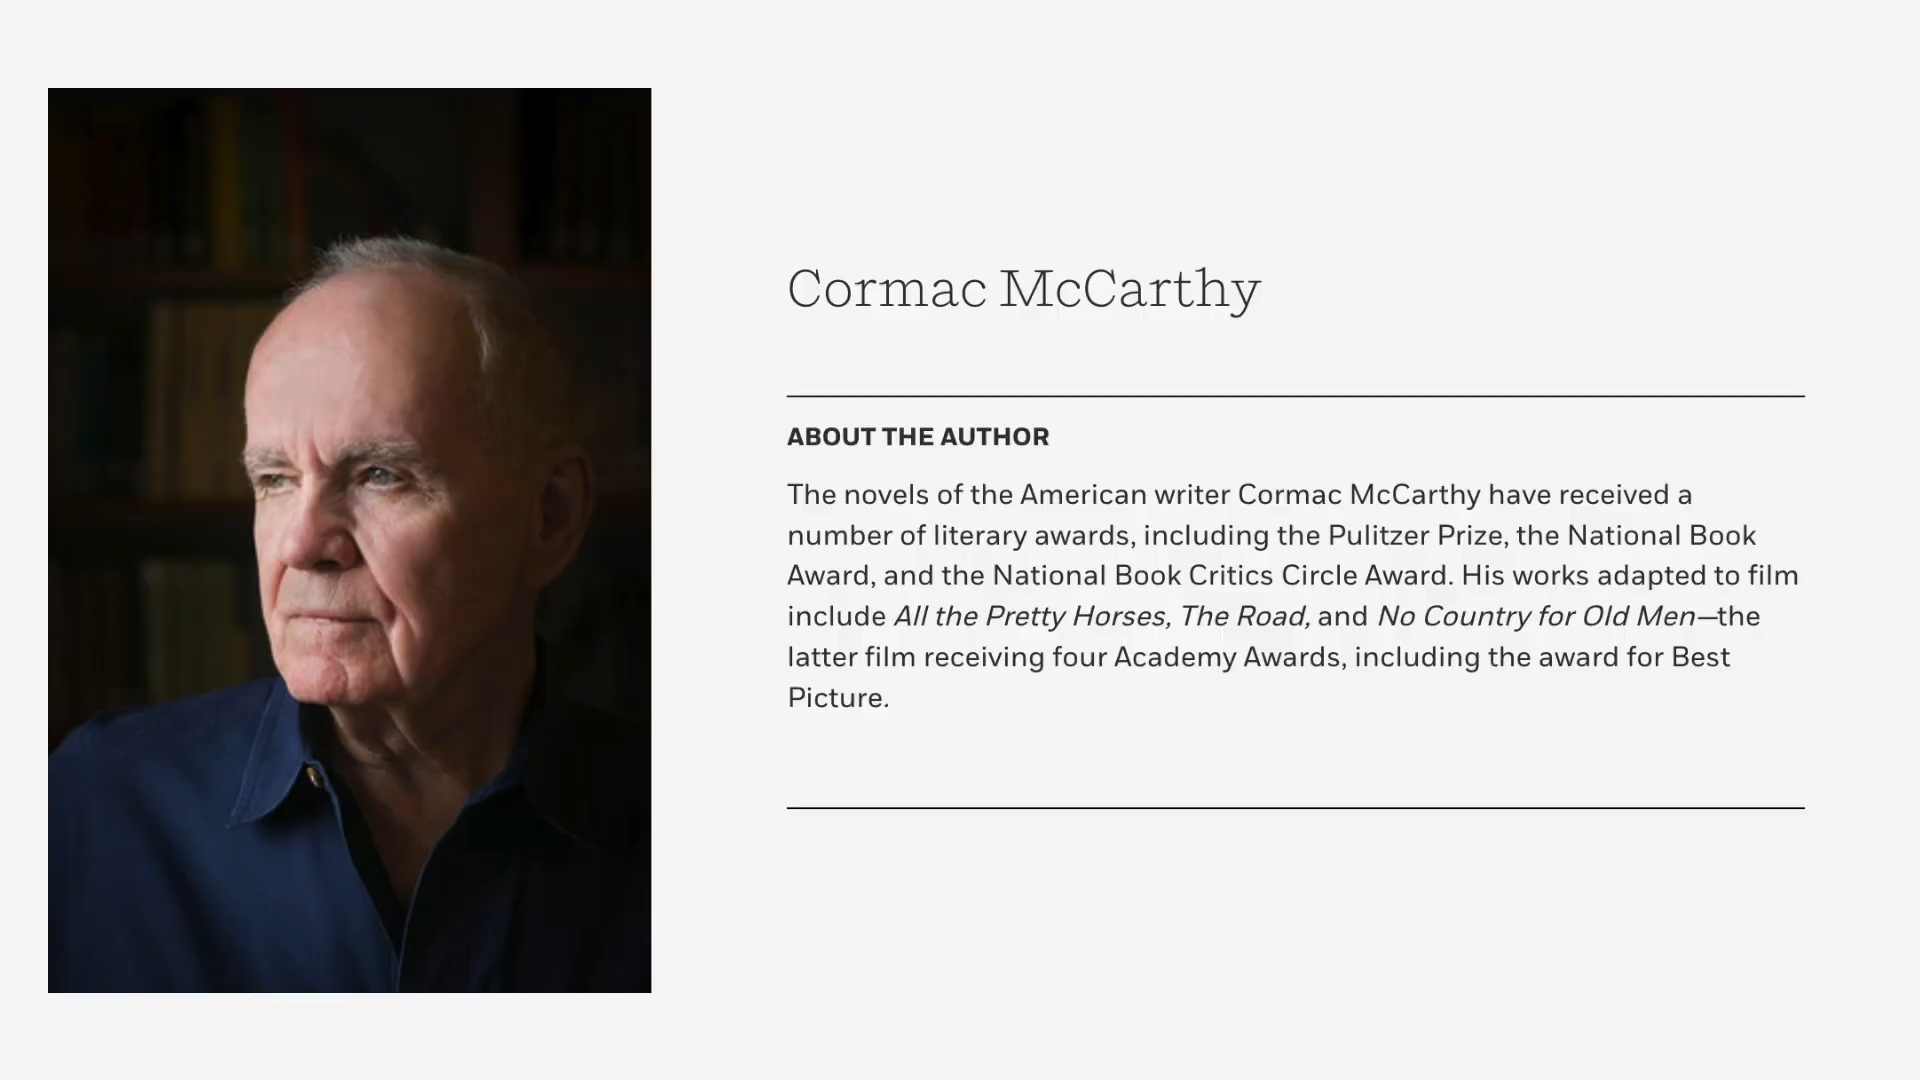 Cormac McCarthy
ABOUT THE AUTHOR
The novels of the American writer Cormac McCarthy have received a
number of literary awards, including the Pulitzer Prize, the National Book
Award, and the National Book Critics Circle Award. His works adapted to film
include All the Pretty Horses, The Road, and No Country for Old Men—the
latter film receiving four Academy Awards, including the award for Best
Picture.